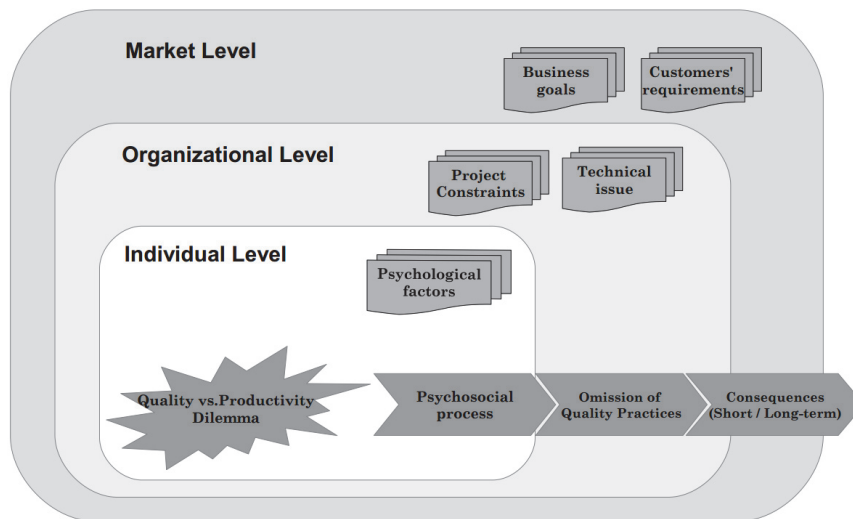 Market Level
Business
goals
Customers'
requirements
Organizational Level
Project
Constraints
Technical
issue
Individual Level
Psychological
factors
Quality vs.Productivity
Dilemma
Psychosocial
process
Omission of
Quality Practices
Consequences
(Short / Long-term)